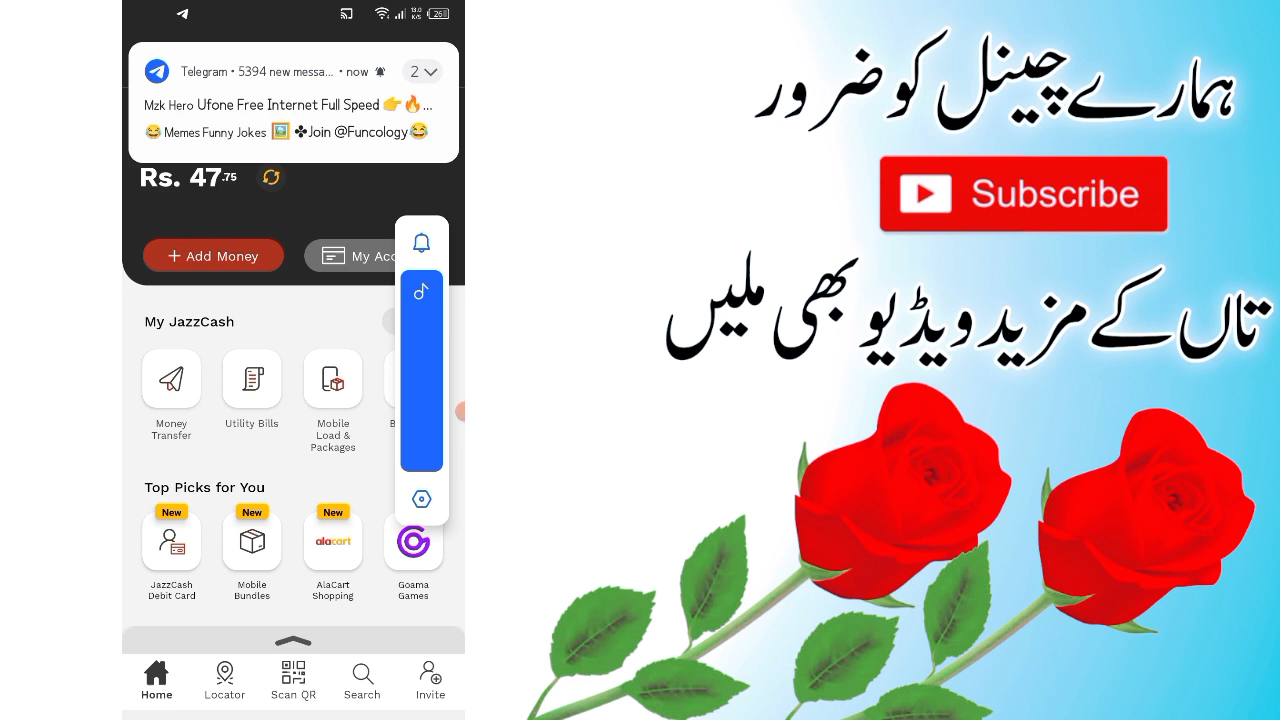 13.0
K/S
26
Telegram • 5394 new messa... • now
2
Mzk Hero Ufone Free Internet Full Speed 👉🔥...
😂 Memes Funny Jokes 🖼️ ✤Join @Funcology😂
Rs. 47.75
+ Add Money
My Acc
My JazzCash
Money
Transfer
Utility Bills
Mobile
Load &
Packages
B
Top Picks for You
New
New
New
alacart
JazzCash
Debit Card
Mobile
Bundles
AlaCart
Shopping
Goama
Games
Home
Locator
Scan QR
Search
Invite
ہمارے چینل کو ضرور
Subscribe
تاں کے مزید ویڈیو بھی ملیں